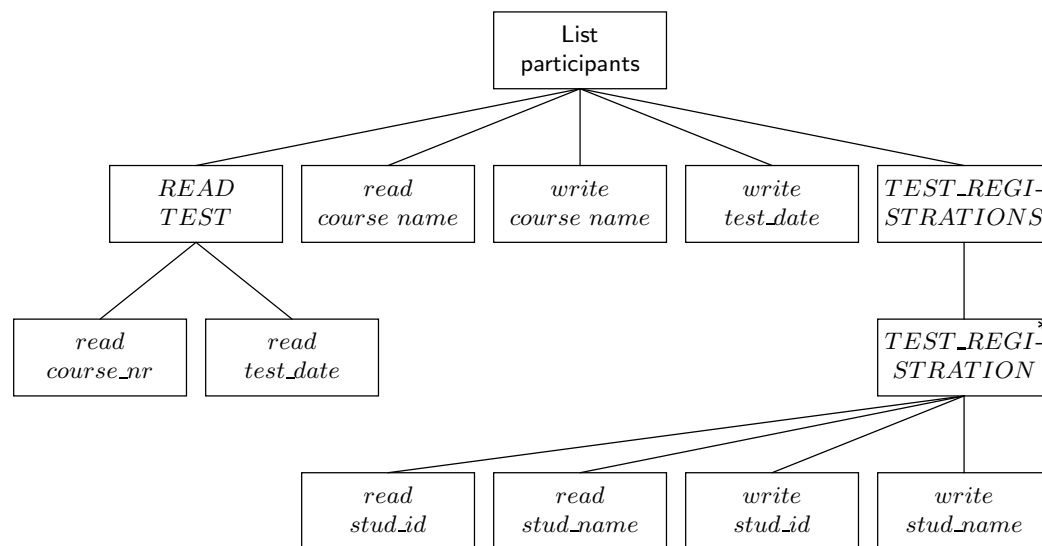 List
participants
READ
TEST
read
course name
write
course name
write
test_date
TEST_REGI-
STRATIONS
read
course_nr
read
test_date
*
TEST_REGI-
STRATION
read
stud_id
read
stud_name
write
stud_id
write
stud_name